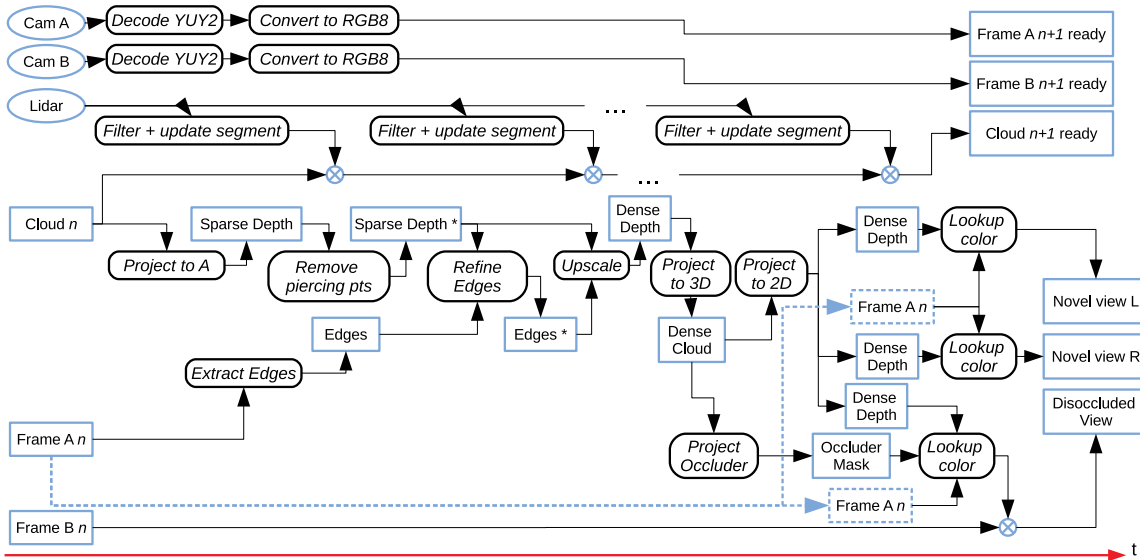 Cam A
Decode YUY2
Convert to RGB8
Frame A n+1 ready
Cam B
Decode YUY2
Convert to RGB8
Frame B n+1 ready
Lidar
...
Filter + update segment
Filter + update segment
Filter + update segment
Cloud n+1 ready
...
Cloud n
Sparse Depth
Sparse Depth *
Dense
Depth
Dense
Depth
Lookup
color
Project to A
Remove
piercing pts
Refine
Edges
Upscale
Project
to 3D
Project
to 2D
Frame A n
Novel view L
Edges
Edges *
Dense
Cloud
Dense
Depth
Lookup
color
Novel view R
Extract Edges
Dense
Depth
Disoccluded
View
Frame A n
Project
Occluder
Occluder
Mask
Lookup
color
Frame A n
Frame B n
t